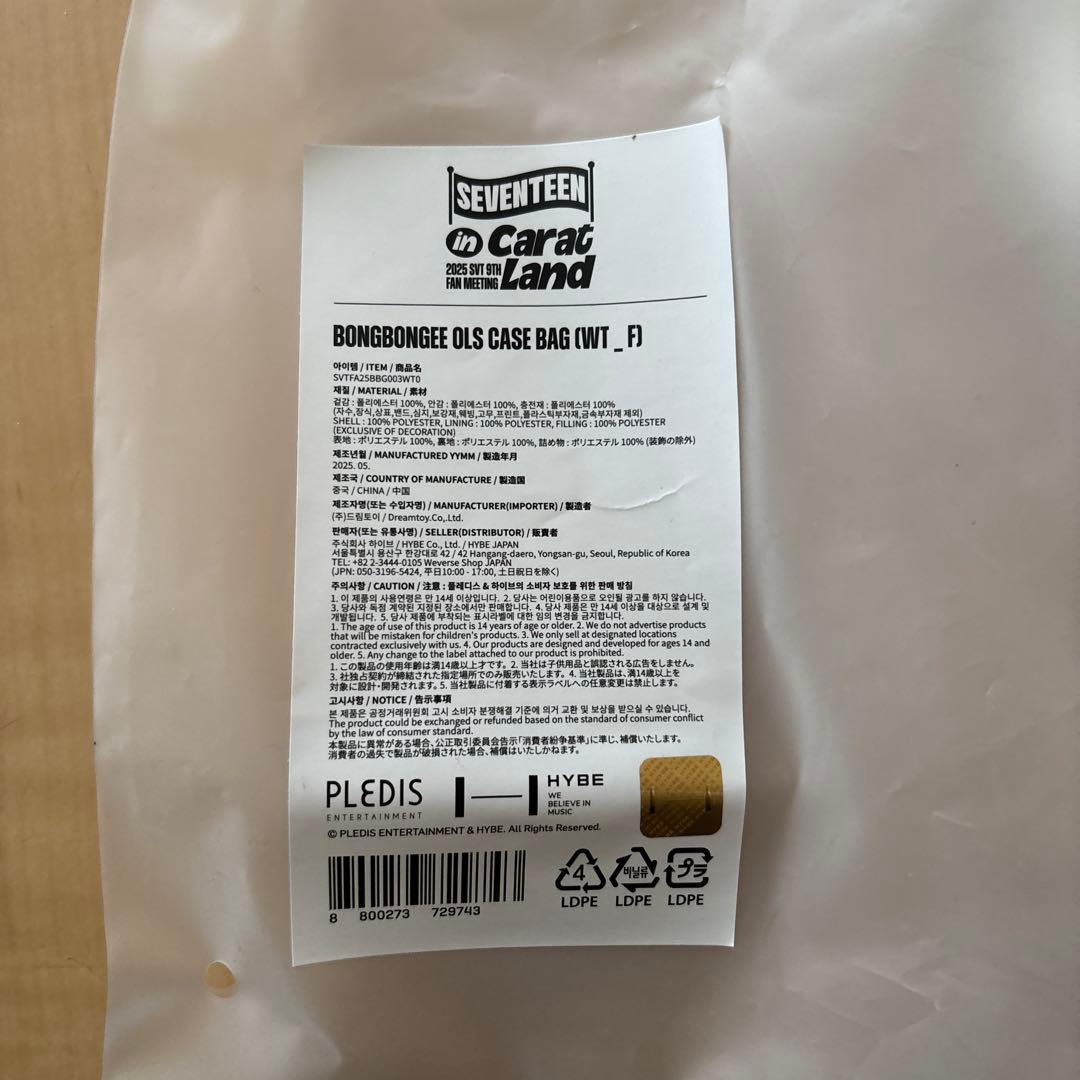 SEVENTEEN
in Carat
2025 SVT 9TH
FAN MEETING Land
BONGBONGEE OLS CASE BAG (WT _ F)
아이템 / ITEM / 商品名
SVTFA25BBG003WT0
재질 / MATERIAL / 素材
겉감 : 폴리에스터 100%, 안감 : 폴리에스터 100%, 충전재 : 폴리에스터 100%
(자수,장식,상표,밴드,심지,보강재,웨빙,고무,프린트,플라스틱부자재,금속부자재 제외)
SHELL : 100% POLYESTER, LINING : 100% POLYESTER, FILLING : 100% POLYESTER
(EXCLUSIVE OF DECORATION)
表地 : ポリエステル 100%, 裏地 : ポリエステル 100%, 詰め物 : ポリエステル 100% (装飾の除外)
제조년월 / MANUFACTURED YYMM / 製造年月
2025. 05.
제조국 / COUNTRY OF MANUFACTURE / 製造国
중국 / CHINA / 中国
제조자명(또는 수입자명) / MANUFACTURER(IMPORTER) / 製造者
(주)드림토이 / Dreamtoy.Co,.Ltd.
판매자(또는 유통사명) / SELLER(DISTRIBUTOR) / 販賣者
주식회사 하이브 / HYBE Co., Ltd. / HYBE JAPAN
서울특별시 용산구 한강대로 42 / 42 Hangang-daero, Yongsan-gu, Seoul, Republic of Korea
TEL: +82 2-3444-0105 Weverse Shop JAPAN
(JPN: 050-3196-5424, 平日10:00 - 17:00, 土日祝日を除く)
주의사항 / CAUTION / 注意 : 플레디스 & 하이브의 소비자 보호를 위한 판매 방침
1. 이 제품의 사용연령은 만 14세 이상입니다. 2. 당사는 어린이용품으로 오인될 광고를 하지 않습니다.
3. 당사와 독점 계약된 지정된 장소에서만 판매합니다. 4. 당사 제품은 만 14세 이상을 대상으로 설계 및
개발됩니다. 5. 당사 제품에 부착되는 표시라벨에 대한 임의 변경을 금지합니다.
1. The age of use of this product is 14 years of age or older. 2. We do not advertise products
that will be mistaken for children's products. 3. We only sell at designated locations
contracted exclusively with us. 4. Our products are designed and developed for ages 14 and
older. 5. Any change to the label attached to our product is prohibited.
1. この製品の使用年齢は満14歳以上才です。2. 当社は子供用品と誤認される広告をしません。
3. 社独占契約が締結された指定場所でのみ販売いたします。 4. 当社製品は、満14歳以上を
対象に設計・開発されます。5. 当社製品に付着する表示ラベルへの任意変更は禁止します。
고시사항 / NOTICE / 告示事項
본 제품은 공정거래위원회 고시 소비자 분쟁해결 기준에 의거 교환 및 보상을 받으실 수 있습니다.
The product could be exchanged or refunded based on the standard of consumer conflict
by the law of consumer standard.
本製品に異常がある場合、公正取引委員会告示「消費者紛争基準」に準じ、補償いたします。
消費者の過失で製品が破損された場合、補償はいたしかねます。
PLEDIS
ENTERTAINMENT
HYBE
WE
BELIEVE IN
MUSIC
© PLEDIS ENTERTAINMENT & HYBE. All Rights Reserved.
8 800273 729743
4 비닐류 プラ
LDPE LDPE LDPE